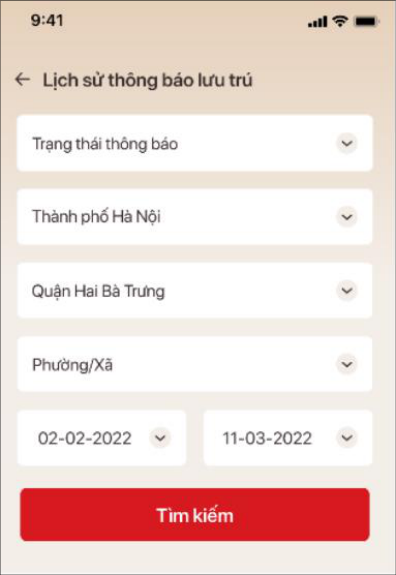 9:41
Lịch sử thông báo lưu trú
Trạng thái thông báo
Thành phố Hà Nội
Quận Hai Bà Trưng
Phường/Xã
02-02-2022 11-03-2022
Tìm kiếm